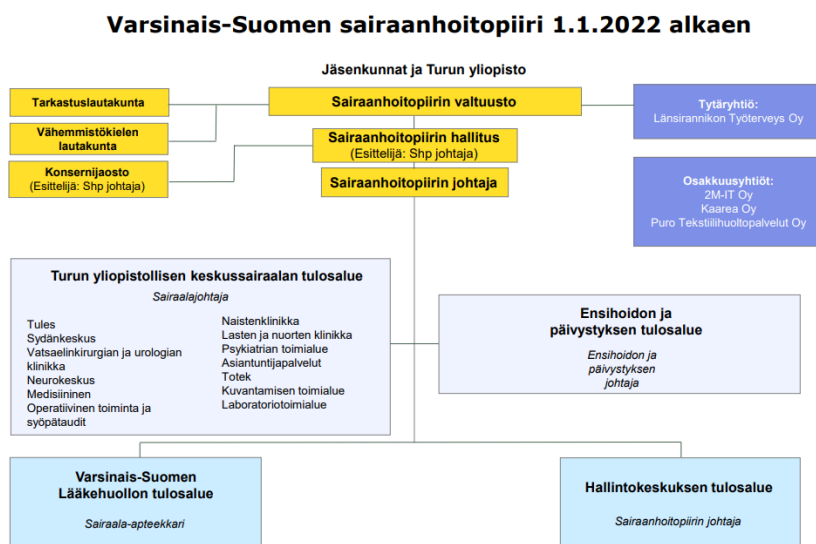 Varsinais-Suomen sairaanhoitopiiri 1.1.2022 alkaen
Jäsenkunnat ja Turun yliopisto
Tarkastuslautakunta
Sairaanhoitopiirin valtuusto
Tytäryhtiö:
Länsirannikon Työterveys Oy
Vähemmistökielen
lautakunta
Sairaanhoitopiirin hallitus
(Esittelijä: Shp johtaja)
Konsernijaosto
(Esittelijä: Shp johtaja)
Sairaanhoitopiirin johtaja
Osakkuusyhtiöt:
2M-IT Oy
Kaarea Oy
Puro Tekstiilihuoltopalvelut Oy
Turun yliopistollisen keskussairaalan tulosalue
Sairaalajohtaja
Tules
Sydänkeskus
Vatsaelinkirurgian ja urologian
klinikka
Neurokeskus
Medisiininen
Operatiivinen toiminta ja
syöpätaudit
Naistenklinikka
Lasten ja nuorten klinikka
Psykiatrian toimialue
Asiantuntijapalvelut
Totek
Kuvantamisen toimialue
Laboratoriotoimialue
Ensihoidon ja
päivystyksen tulosalue
Ensihoidon ja
päivystyksen
johtaja
Varsinais-Suomen
Lääkehuollon tulosalue
Sairaala-apteekkari
Hallintokeskuksen tulosalue
Sairaanhoitopiirin johtaja